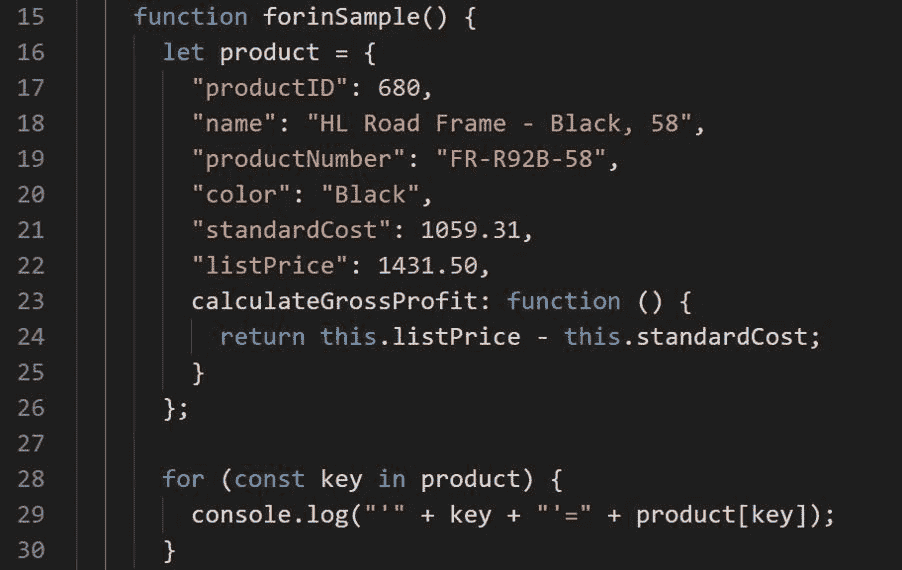 15 function forinSample() {
16 let product = {
17 "productID": 680,
18 "name": "HL Road Frame - Black, 58",
19 "productNumber": "FR-R92B-58",
20 "color": "Black",
21 "standardCost": 1059.31,
22 "listPrice": 1431.50,
23 calculateGrossProfit: function () {
24 return this.listPrice - this.standardCost;
25 }
26 };
27
28 for (const key in product) {
29 console.log("'" + key + "'=" + product[key]);
30 }